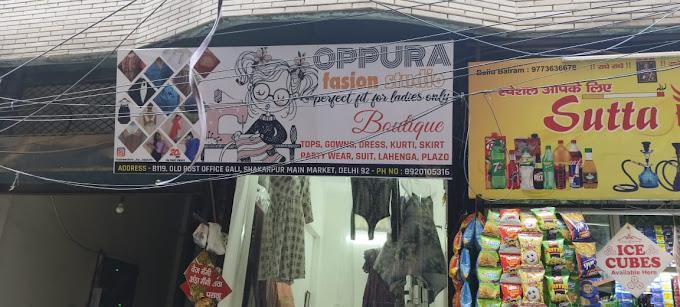 OPPURA
fasion studio
perfect fit for ladies only
Boutique
TOPS, GOWNS, DRESS, KURTI, SKIRT
PARTY WEAR, SUIT, LAHENGA, PLAZO
ADDRESS - B119, OLD POST OFFICE GALI, SHAKARPUR MAIN MARKET, DELHI 92 - PH NO : 8920105316
Dellu Balram : 9773636678
!! राधे राधे !!
स्पेशल आपके लिए
Sutta
ICE
CUBES
Available Here